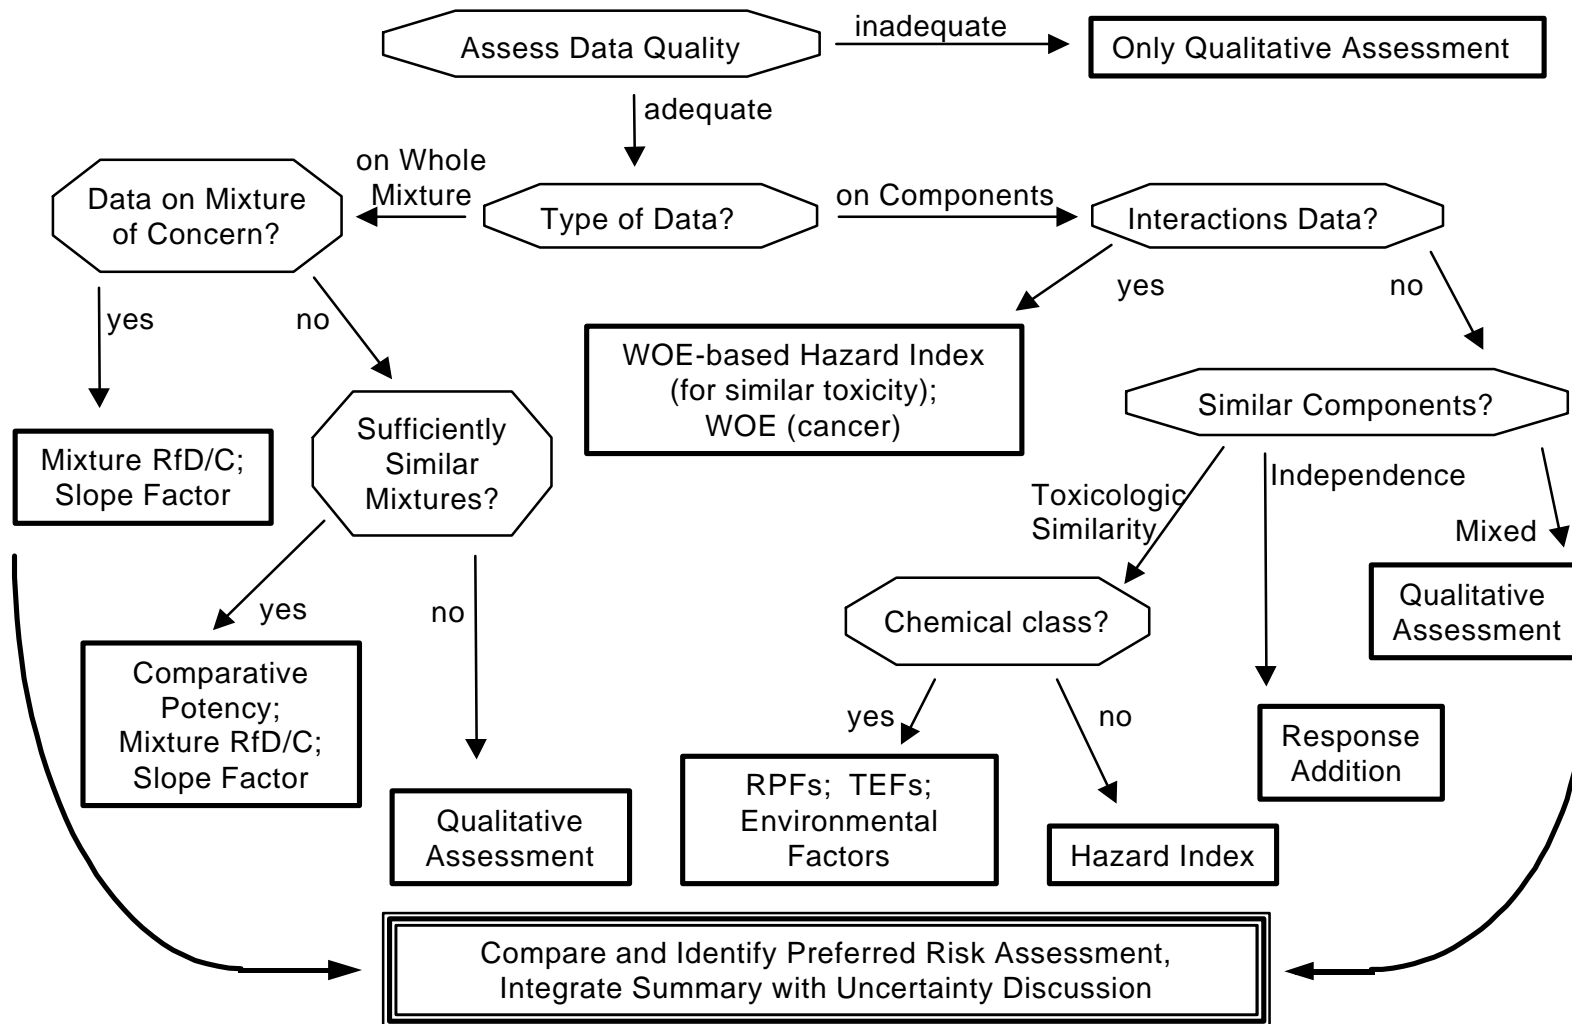 Assess Data Quality
inadequate
Only Qualitative Assessment
adequate
on Whole
Mixture
Data on Mixture
of Concern?
Type of Data?
on Components
Interactions Data?
yes
no
yes
no
WOE-based Hazard Index
(for similar toxicity);
WOE (cancer)
Similar Components?
Mixture RfD/C;
Slope Factor
Sufficiently
Similar
Mixtures?
Toxicologic
Similarity
Independence
Mixed
yes
no
Chemical class?
Qualitative
Assessment
Comparative
Potency;
Mixture RfD/C;
Slope Factor
yes
no
Response
Addition
Qualitative
Assessment
RPFs; TEFs;
Environmental
Factors
Hazard Index
Compare and Identify Preferred Risk Assessment,
Integrate Summary with Uncertainty Discussion